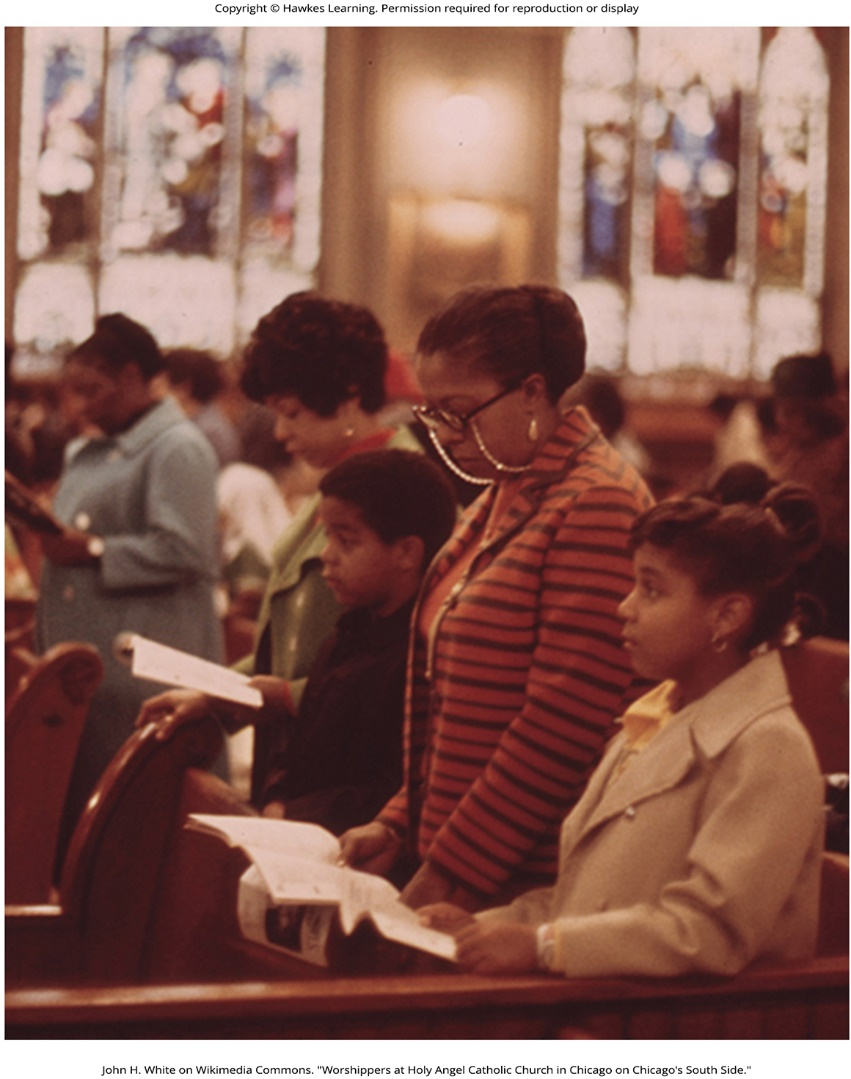 Copyright © Hawkes Learning. Permission required for reproduction or display
John H. White on Wikimedia Commons. "Worshippers at Holy Angel Catholic Church in Chicago on Chicago's South Side."